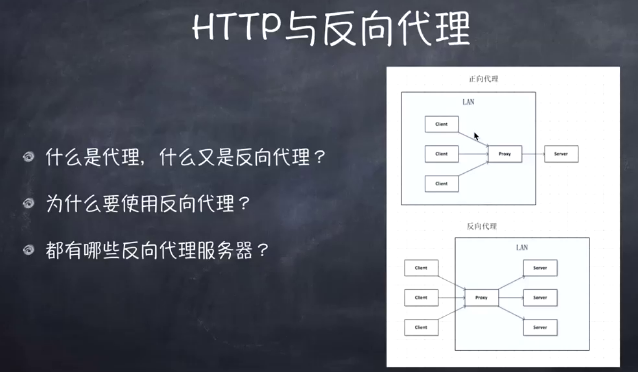 HTTP与反向代理
什么是代理，什么又是反向代理？
为什么要使用反向代理？
都有哪些反向代理服务器？
正向代理
LAN
Client
Client
Proxy
Server
Client
反向代理
LAN
Client
Server
Client
Proxy
Server
Client
Server